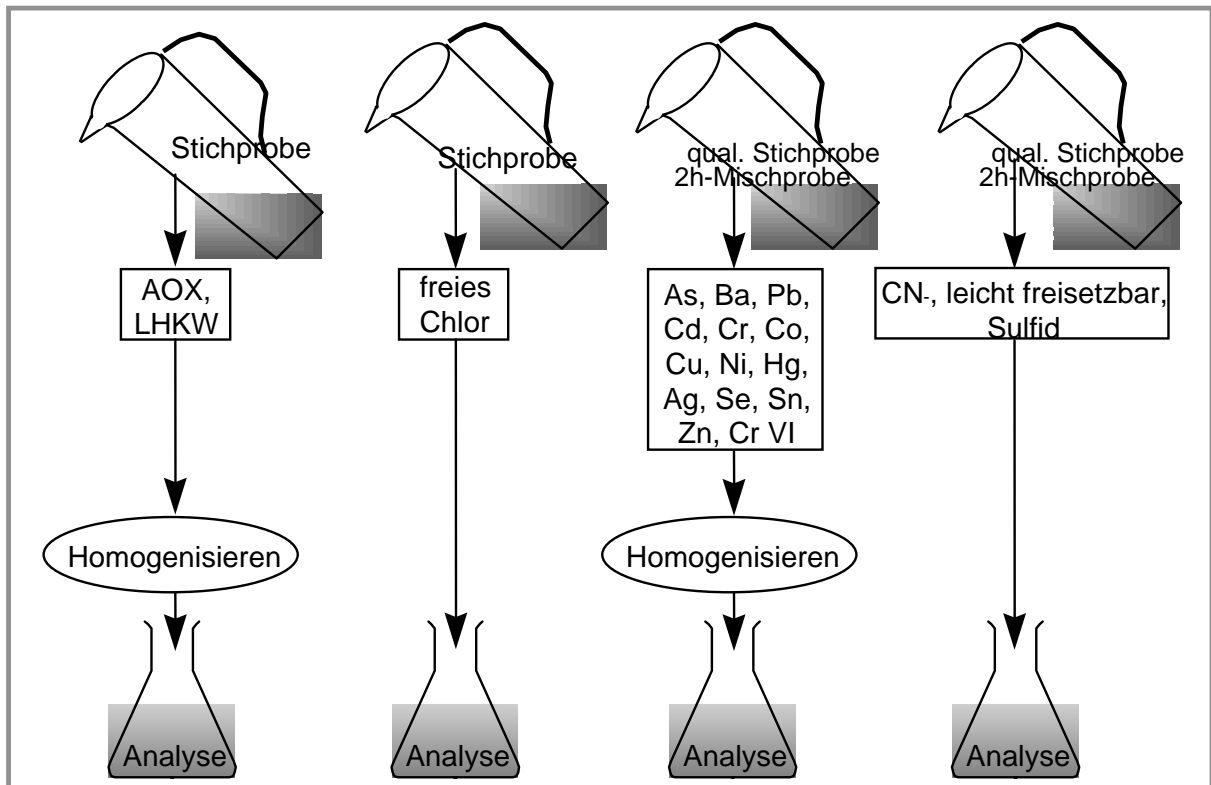 Stichprobe
AOX,
LHKW
Homogenisieren
Analyse
Stichprobe
freies
Chlor
Analyse
qual. Stichprobe
2h-Mischprobe
As, Ba, Pb,
Cd, Cr, Co,
Cu, Ni, Hg,
Ag, Se, Sn,
Zn, Cr VI
Homogenisieren
Analyse
qual. Stichprobe
2h-Mischprobe
CN-, leicht freisetzbar,
Sulfid
Analyse